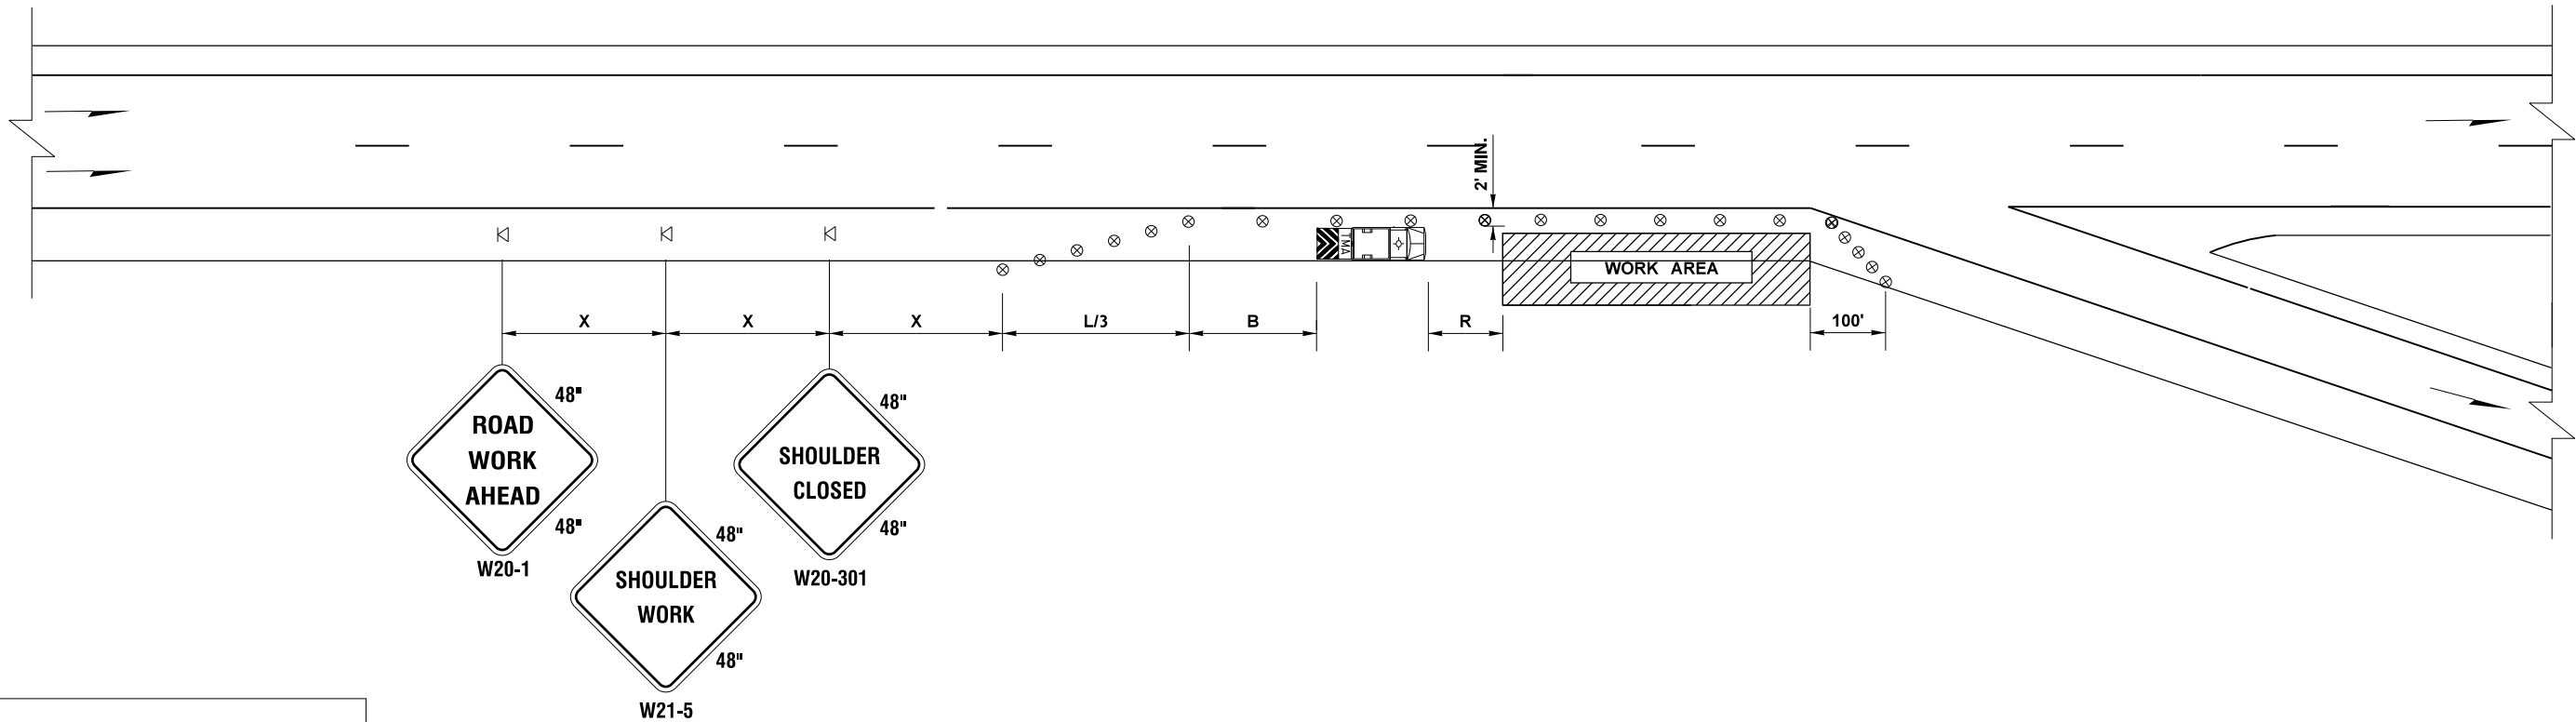 2' MIN.
TMA
WORK AREA
X
X
X
L/3
B
R
100'
ROAD
WORK
AHEAD
48"
48"
W20-1
SHOULDER
WORK
48"
48"
W21-5
SHOULDER
CLOSED
48"
48"
W20-301